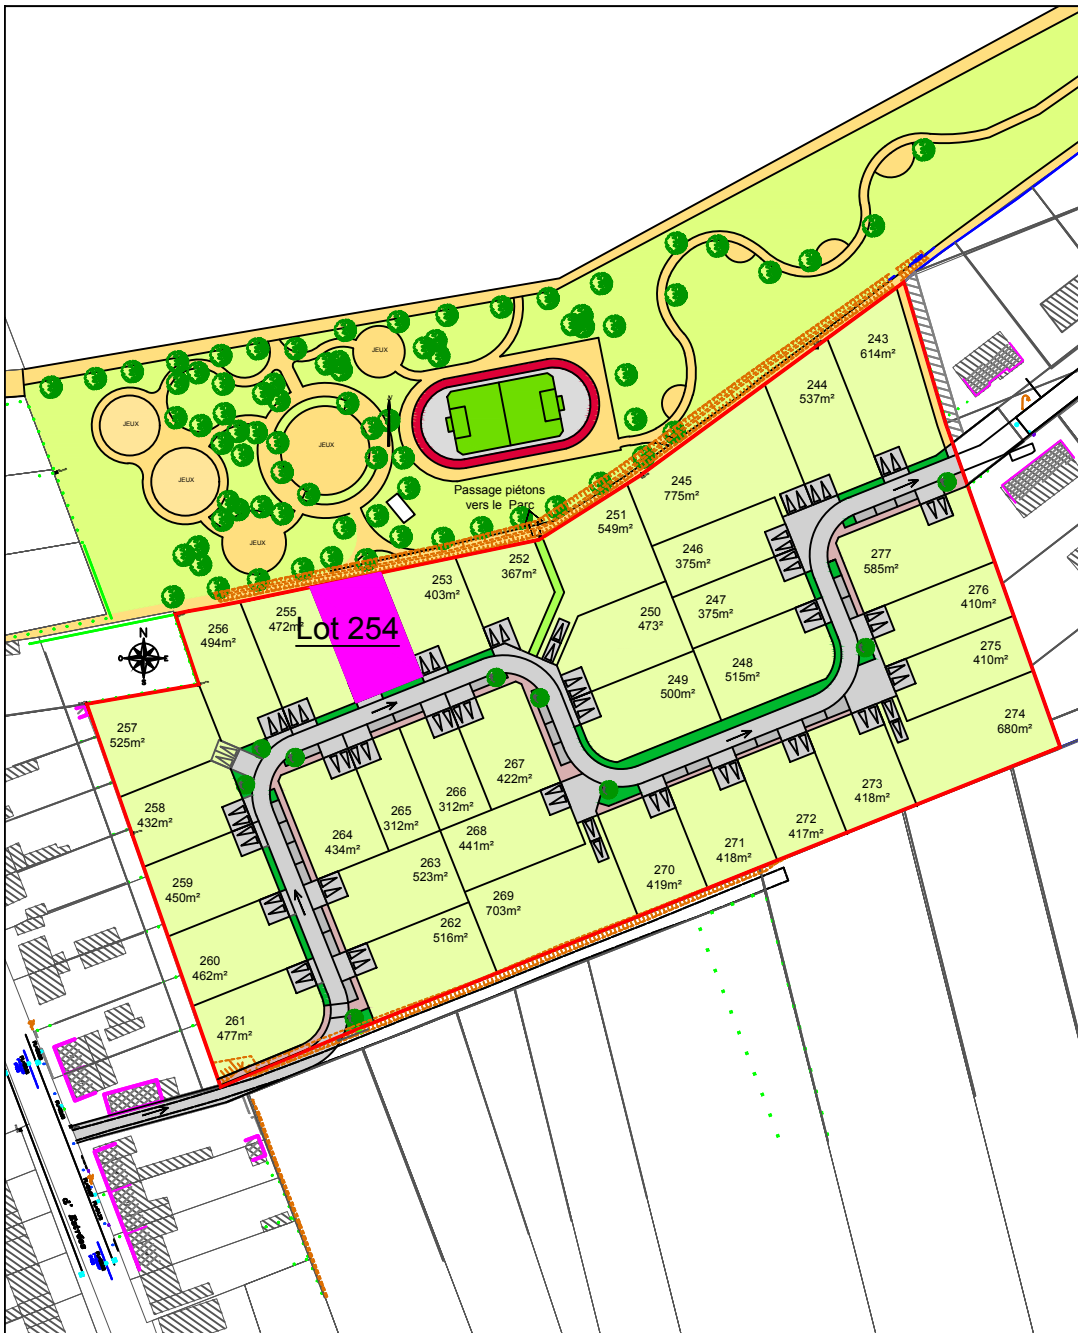 JEUX
JEUX
JEUX
JEUX
JEUX
Passage piétons
vers le Parc
243
614m²
244
537m²
245
775m²
251
549m²
246
375m²
247
375m²
277
585m²
276
410m²
275
410m²
274
680m²
252
367m²
253
403m²
250
473²
248
515m²
249
500m²
255
472m²
Lot 254
256
494m²
N
O
E
S
257
525m²
258
432m²
259
450m²
260
462m²
261
477m²
267
422m²
266
312m²
265
312m²
264
434m²
268
441m²
263
523m²
269
703m²
262
516m²
273
418m²
272
417m²
271
418m²
270
419m²